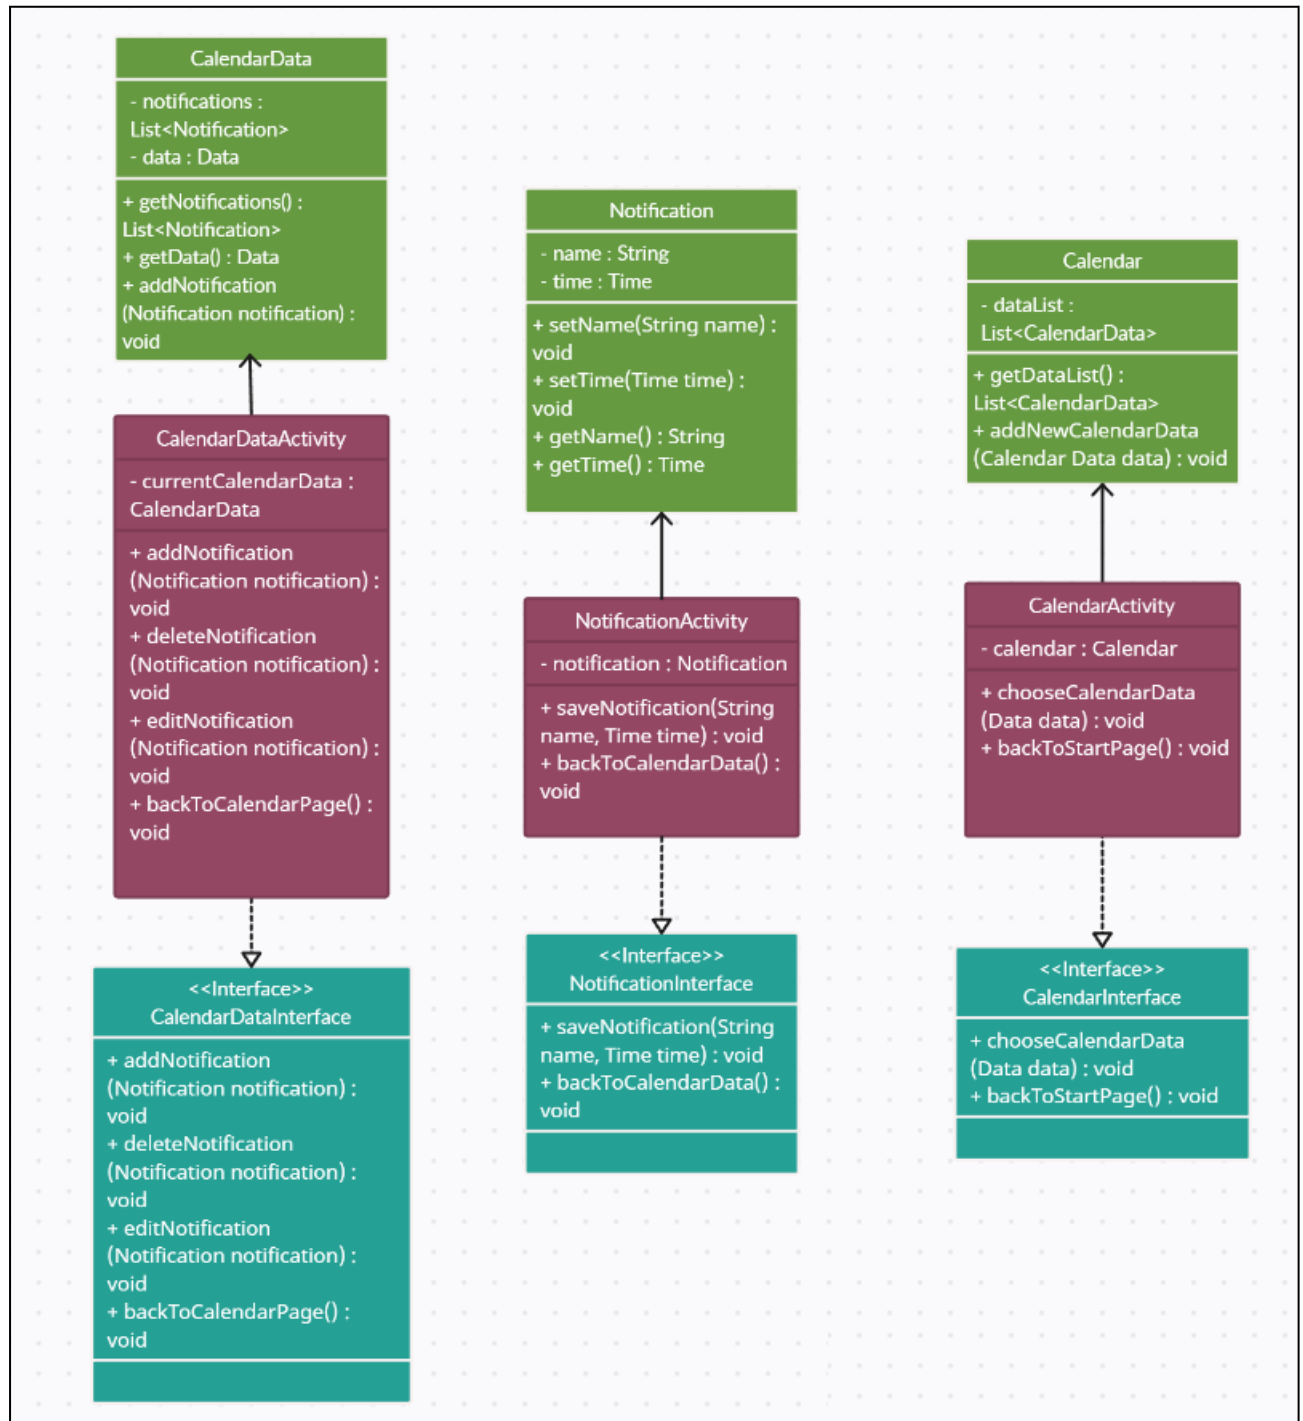 CalendarData
- notifications :
List<Notification>
- data : Data
+ getNotifications() :
List<Notification>
+ getData() : Data
+ addNotification
(Notification notification) :
void
CalendarDataActivity
- currentCalendarData :
CalendarData
+ addNotification
(Notification notification) :
void
+ deleteNotification
(Notification notification) :
void
+ editNotification
(Notification notification) :
void
+ backToCalendarPage() :
void
<<Interface>>
CalendarDataInterface
+ addNotification
(Notification notification) :
void
+ deleteNotification
(Notification notification) :
void
+ editNotification
(Notification notification) :
void
+ backToCalendarPage() :
void
Notification
- name : String
- time : Time
+ setName(String name) :
void
+ setTime(Time time) :
void
+ getName() : String
+ getTime() : Time
NotificationActivity
- notification : Notification
+ saveNotification(String
name, Time time) : void
+ backToCalendarData() :
void
<<Interface>>
NotificationInterface
+ saveNotification(String
name, Time time) : void
+ backToCalendarData() :
void
Calendar
- dataList :
List<CalendarData>
+ getDataList() :
List<CalendarData>
+ addNewCalendarData
(Calendar Data data) : void
CalendarActivity
- calendar : Calendar
+ chooseCalendarData
(Data data) : void
+ backToStartPage() : void
<<Interface>>
CalendarInterface
+ chooseCalendarData
(Data data) : void
+ backToStartPage() : void